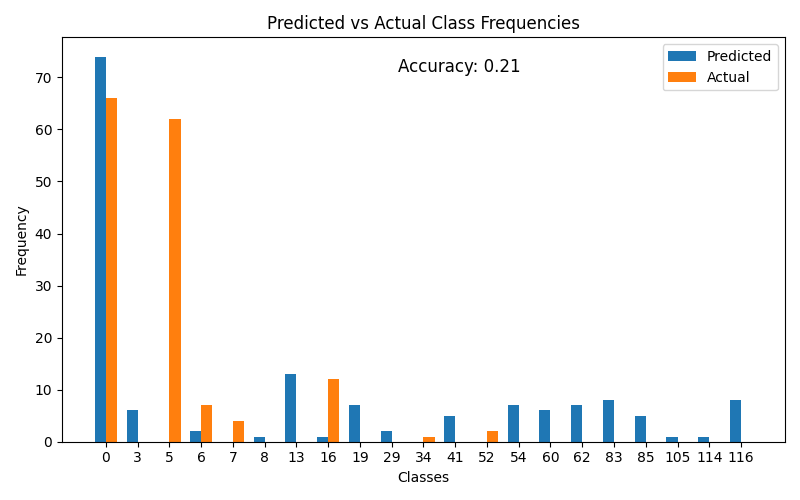 Predicted vs Actual Class Frequencies
Accuracy: 0.21
Predicted
Actual
Frequency
70
60
50
40
30
20
10
0
0 3 5 6 7 8 13 16 19 29 34 41 52 54 60 62 83 85 105 114 116
Classes